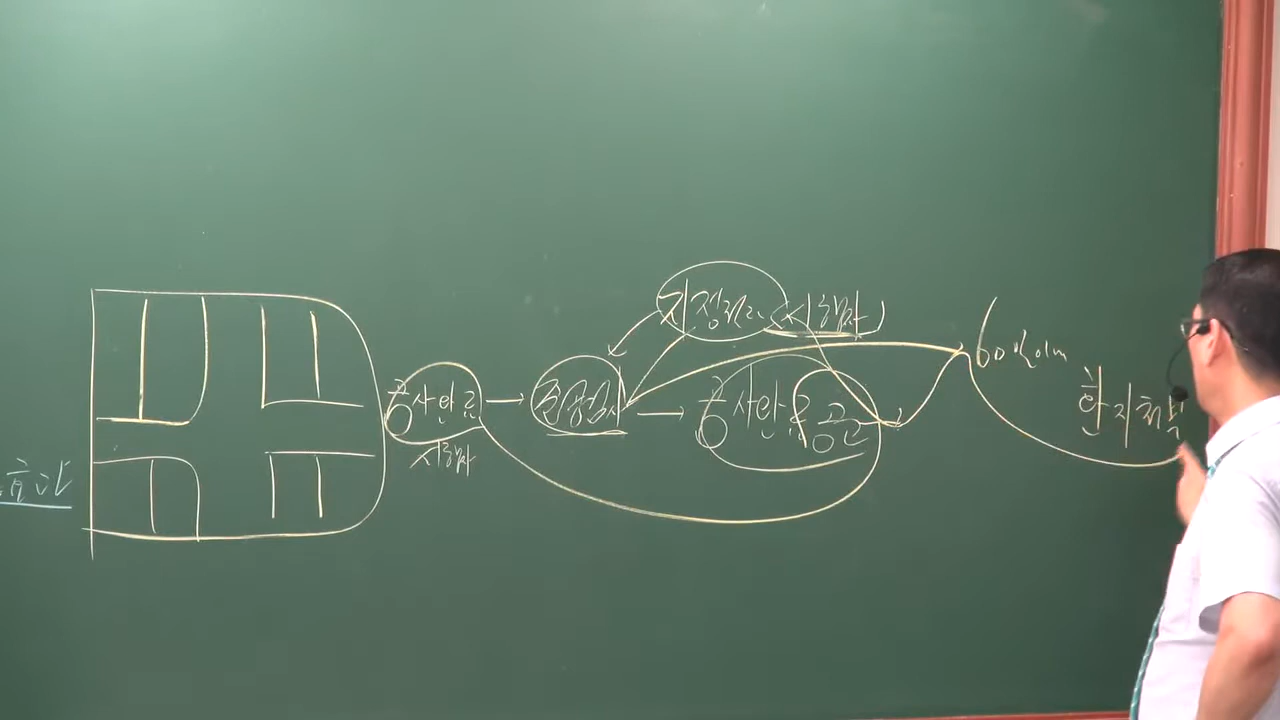 지정권자 (시행자)
60일 이내
공사완료
준공검사
공사완료 공고
환지처분
시행자